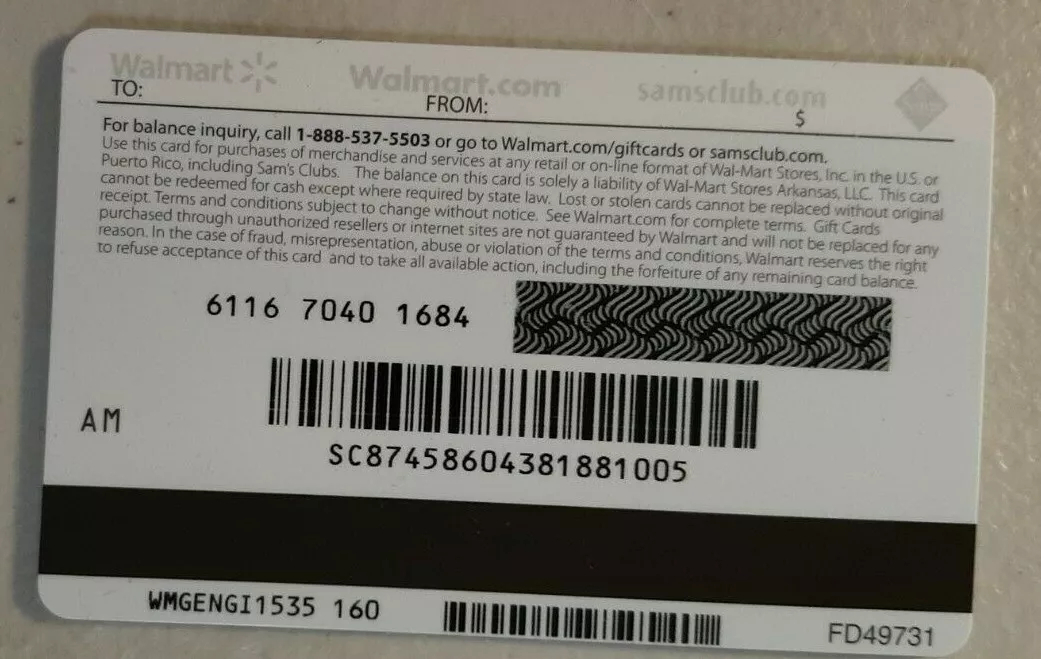 Walmart Walmart.com samsclub.com
TO: FROM: $
For balance inquiry, call 1-888-537-5503 or go to Walmart.com/giftcards or samsclub.com.
Use this card for purchases of merchandise and services at any retail or on-line format of Wal-Mart Stores, Inc. in the U.S. or
Puerto Rico, including Sam's Clubs. The balance on this card is solely a liability of Wal-Mart Stores Arkansas, LLC. This card
cannot be redeemed for cash except where required by state law. Lost or stolen cards cannot be replaced without original
receipt. Terms and conditions subject to change without notice. See Walmart.com for complete terms. Gift Cards
purchased through unauthorized resellers or internet sites are not guaranteed by Walmart and will not be replaced for any
reason. In the case of fraud, misrepresentation, abuse or violation of the terms and conditions, Walmart reserves the right
to refuse acceptance of this card and to take all available action, including the forfeiture of any remaining card balance.
6116 7040 1684
AM
SC87458604381881005
WMGENGI1535 160
FD49731